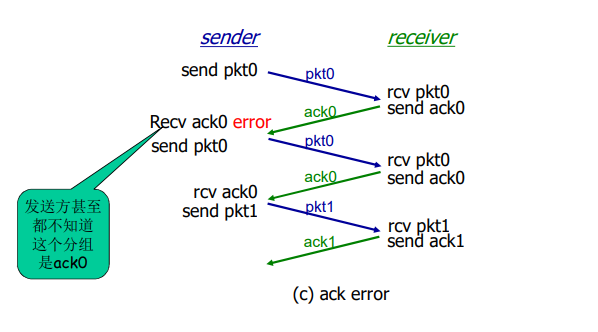 sender
receiver
send pkt0
pkt0
rcv pkt0
send ack0
ack0
Recv ack0 error
send pkt0
pkt0
rcv pkt0
send ack0
ack0
rcv ack0
send pkt1
pkt1
rcv pkt1
send ack1
ack1
发送方甚至
都不知道
这个分组
是ack0
(c) ack error